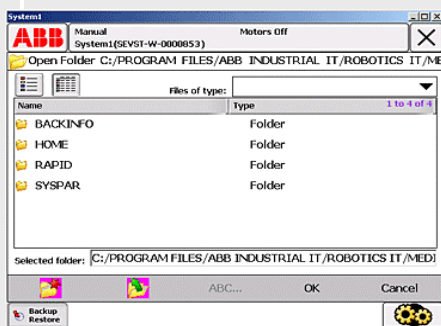 System1
ABB
Manual
System1(SEVST-W-0000853)
Motors Off
Open Folder C:/PROGRAM FILES/ABB INDUSTRIAL IT/ROBOTICS IT/ME
Files of type:
Name Type 1 to 4 of 4
BACKINFO Folder
HOME Folder
RAPID Folder
SYSPAR Folder
Selected folder: C:/PROGRAM FILES/ABB INDUSTRIAL IT/ROBOTICS IT/MEDI
ABC... OK Cancel
Backup
Restore